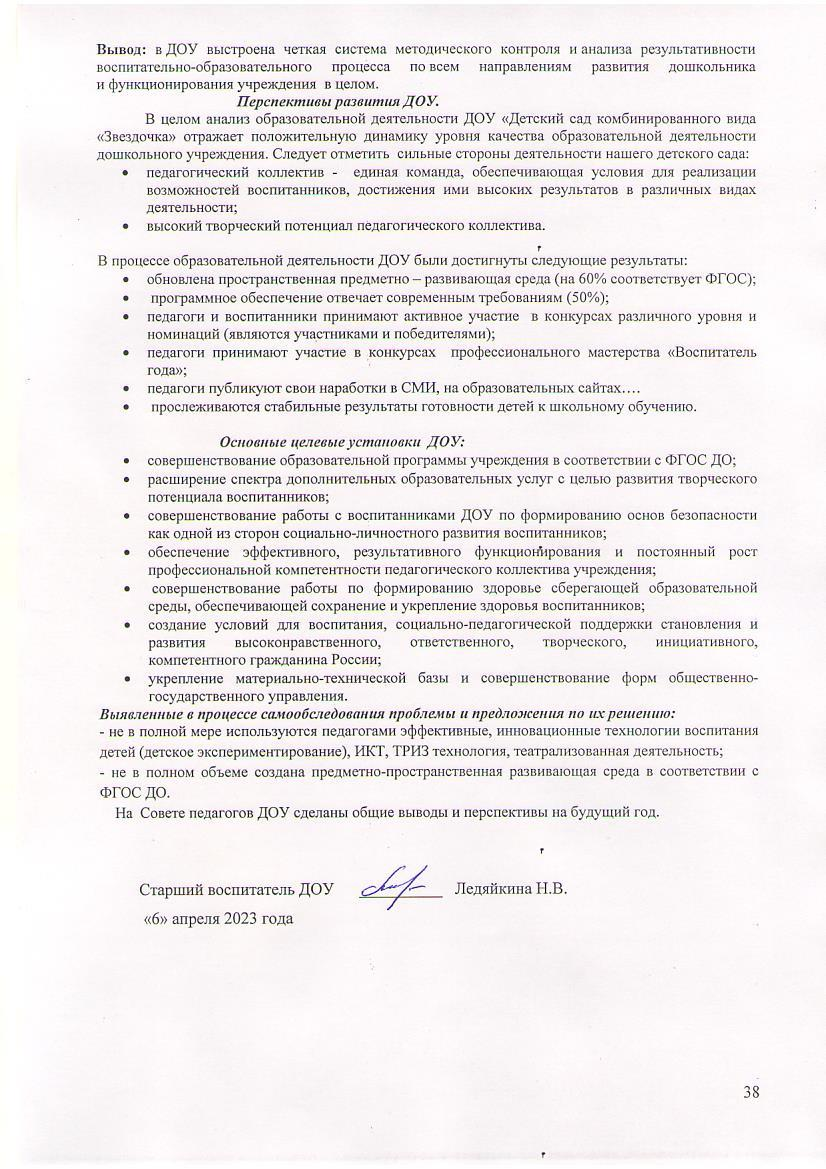 Вывод: в ДОУ выстроена четкая система методического контроля и анализа результативности
воспитательно-образовательного процесса по всем направлениям развития дошкольника
и функционирования учреждения в целом.
Перспективы развития ДОУ.
В целом анализ образовательной деятельности ДОУ «Детский сад комбинированного вида
«Звездочка» отражает положительную динамику уровня качества образовательной деятельности
дошкольного учреждения. Следует отметить сильные стороны деятельности нашего детского сада:
• педагогический коллектив - единая команда, обеспечивающая условия для реализации
возможностей воспитанников, достижения ими высоких результатов в различных видах
деятельности;
• высокий творческий потенциал педагогического коллектива.
В процессе образовательной деятельности ДОУ были достигнуты следующие результаты:
• обновлена пространственная предметно – развивающая среда (на 60% соответствует ФГОС);
• программное обеспечение отвечает современным требованиям (50%);
• педагоги и воспитанники принимают активное участие в конкурсах различного уровня и
номинаций (являются участниками и победителями);
• педагоги принимают участие в конкурсах профессионального мастерства «Воспитатель
года»;
• педагоги публикуют свои наработки в СМИ, на образовательных сайтах….
• прослеживаются стабильные результаты готовности детей к школьному обучению.
Основные целевые установки ДОУ:
• совершенствование образовательной программы учреждения в соответствии с ФГОС ДО;
• расширение спектра дополнительных образовательных услуг с целью развития творческого
потенциала воспитанников;
• совершенствование работы с воспитанниками ДОУ по формированию основ безопасности
как одной из сторон социально-личностного развития воспитанников;
• обеспечение эффективного, результативного функционирования и постоянный рост
профессиональной компетентности педагогического коллектива учреждения;
• совершенствование работы по формированию здоровье сберегающей образовательной
среды, обеспечивающей сохранение и укрепление здоровья воспитанников;
• создание условий для воспитания, социально-педагогической поддержки становления и
развития высоконравственного, ответственного, творческого, инициативного,
компетентного гражданина России;
• укрепление материально-технической базы и совершенствование форм общественно-
государственного управления.
Выявленные в процессе самообследования проблемы и предложения по их решению:
- не в полной мере используются педагогами эффективные, инновационные технологии воспитания
детей (детское экспериментирование), ИКТ, ТРИЗ технология, театрализованная деятельность;
- не в полном объеме создана предметно-пространственная развивающая среда в соответствии с
ФГОС ДО.
На Совете педагогов ДОУ сделаны общие выводы и перспективы на будущий год.
Старший воспитатель ДОУ Ледяйкина Н.В.
«6» апреля 2023 года
38